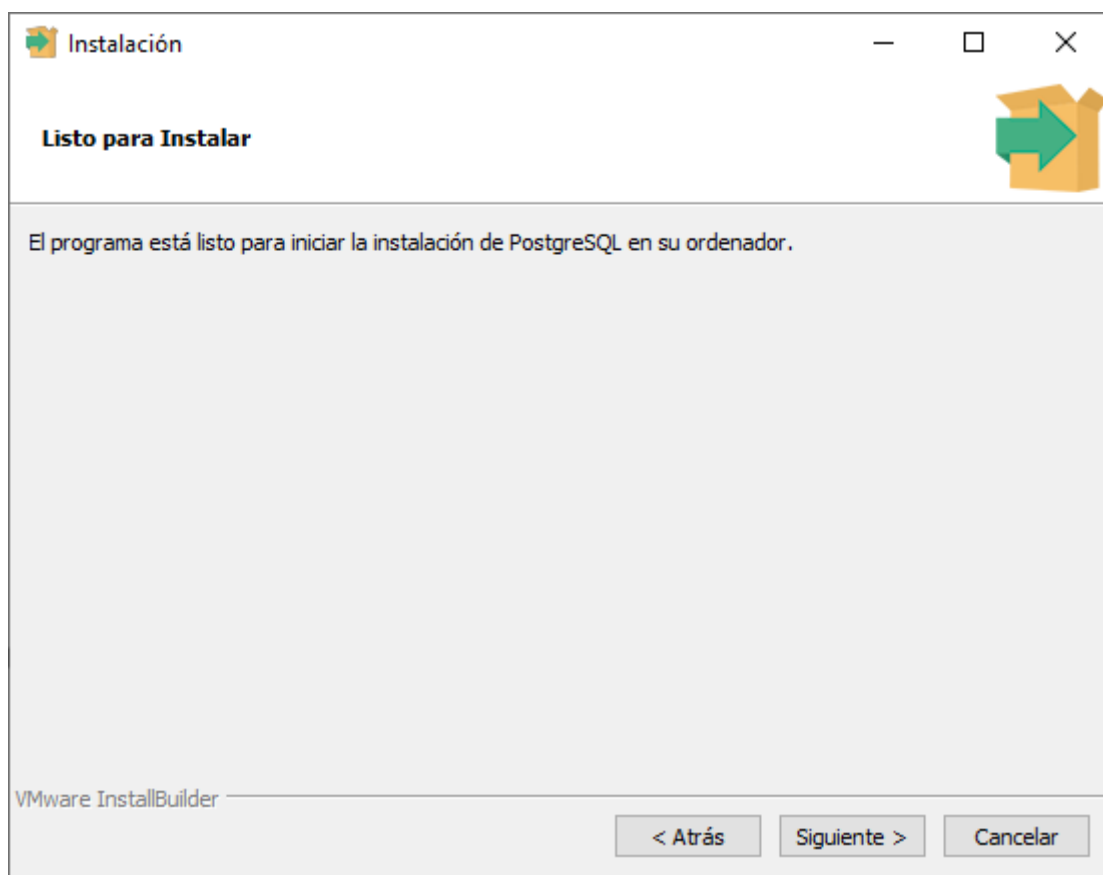 Instalación
Listo para Instalar
El programa está listo para iniciar la instalación de PostgreSQL en su ordenador.
VMware InstallBuilder
< Atrás
Siguiente >
Cancelar